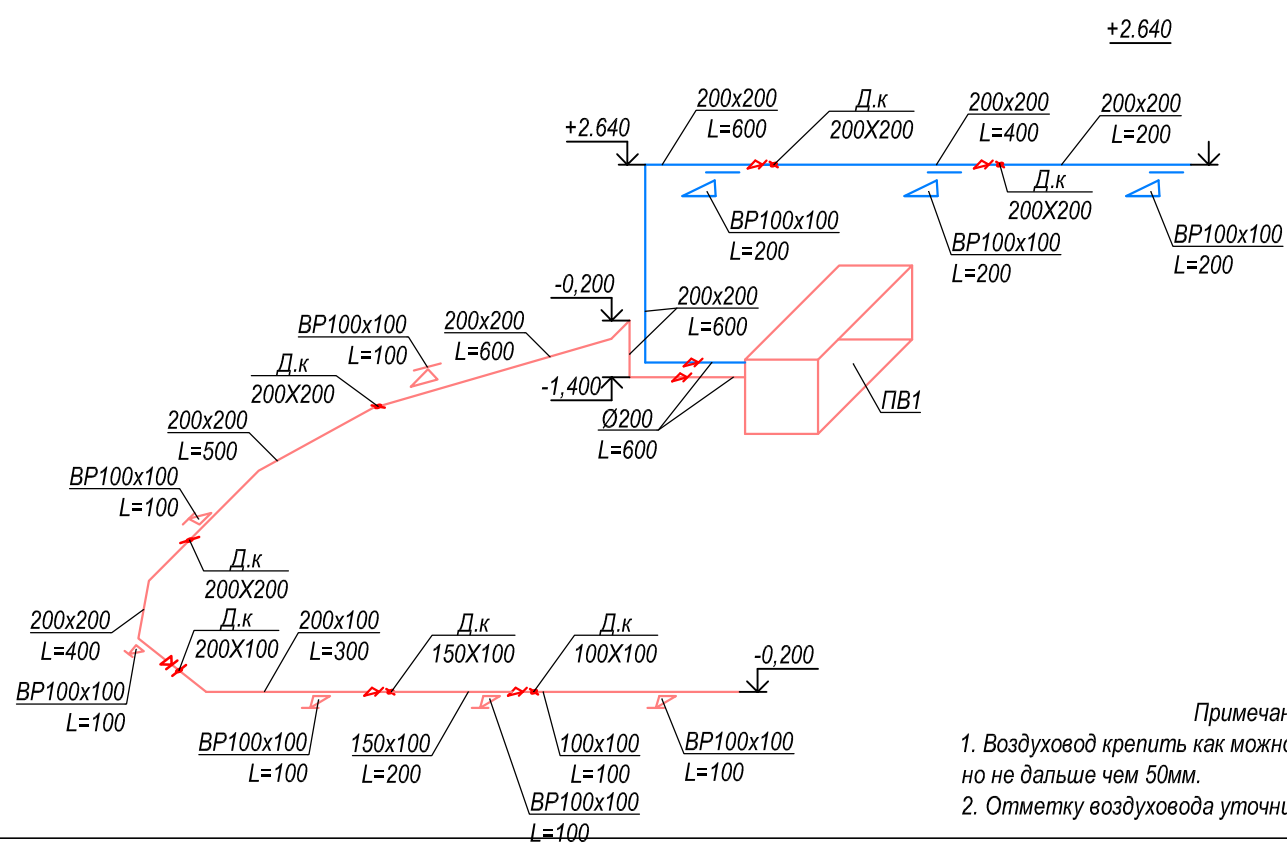 +2.640
200x200
L=600
Д.к
200X200
200x200
L=400
200x200
L=200
+2.640
Д.к
200X200
ВР100x100
L=200
ВР100x100
L=200
ВР100x100
L=200
-0,200
200x200
L=600
ВР100x100
L=100
200x200
L=600
Д.к
200X200
-1,400
Ø200
L=600
ПВ1
200x200
L=500
ВР100x100
L=100
Д.к
200X200
200x200
L=400
Д.к
200X100
200x100
L=300
Д.к
150X100
Д.к
100X100
-0,200
ВР100x100
L=100
ВР100x100
L=100
150x100
L=200
100x100
L=100
ВР100x100
L=100
ВР100x100
L=100
Примечан
1. Воздуховод крепить как можно
но не дальше чем 50мм.
2. Отметку воздуховода уточни